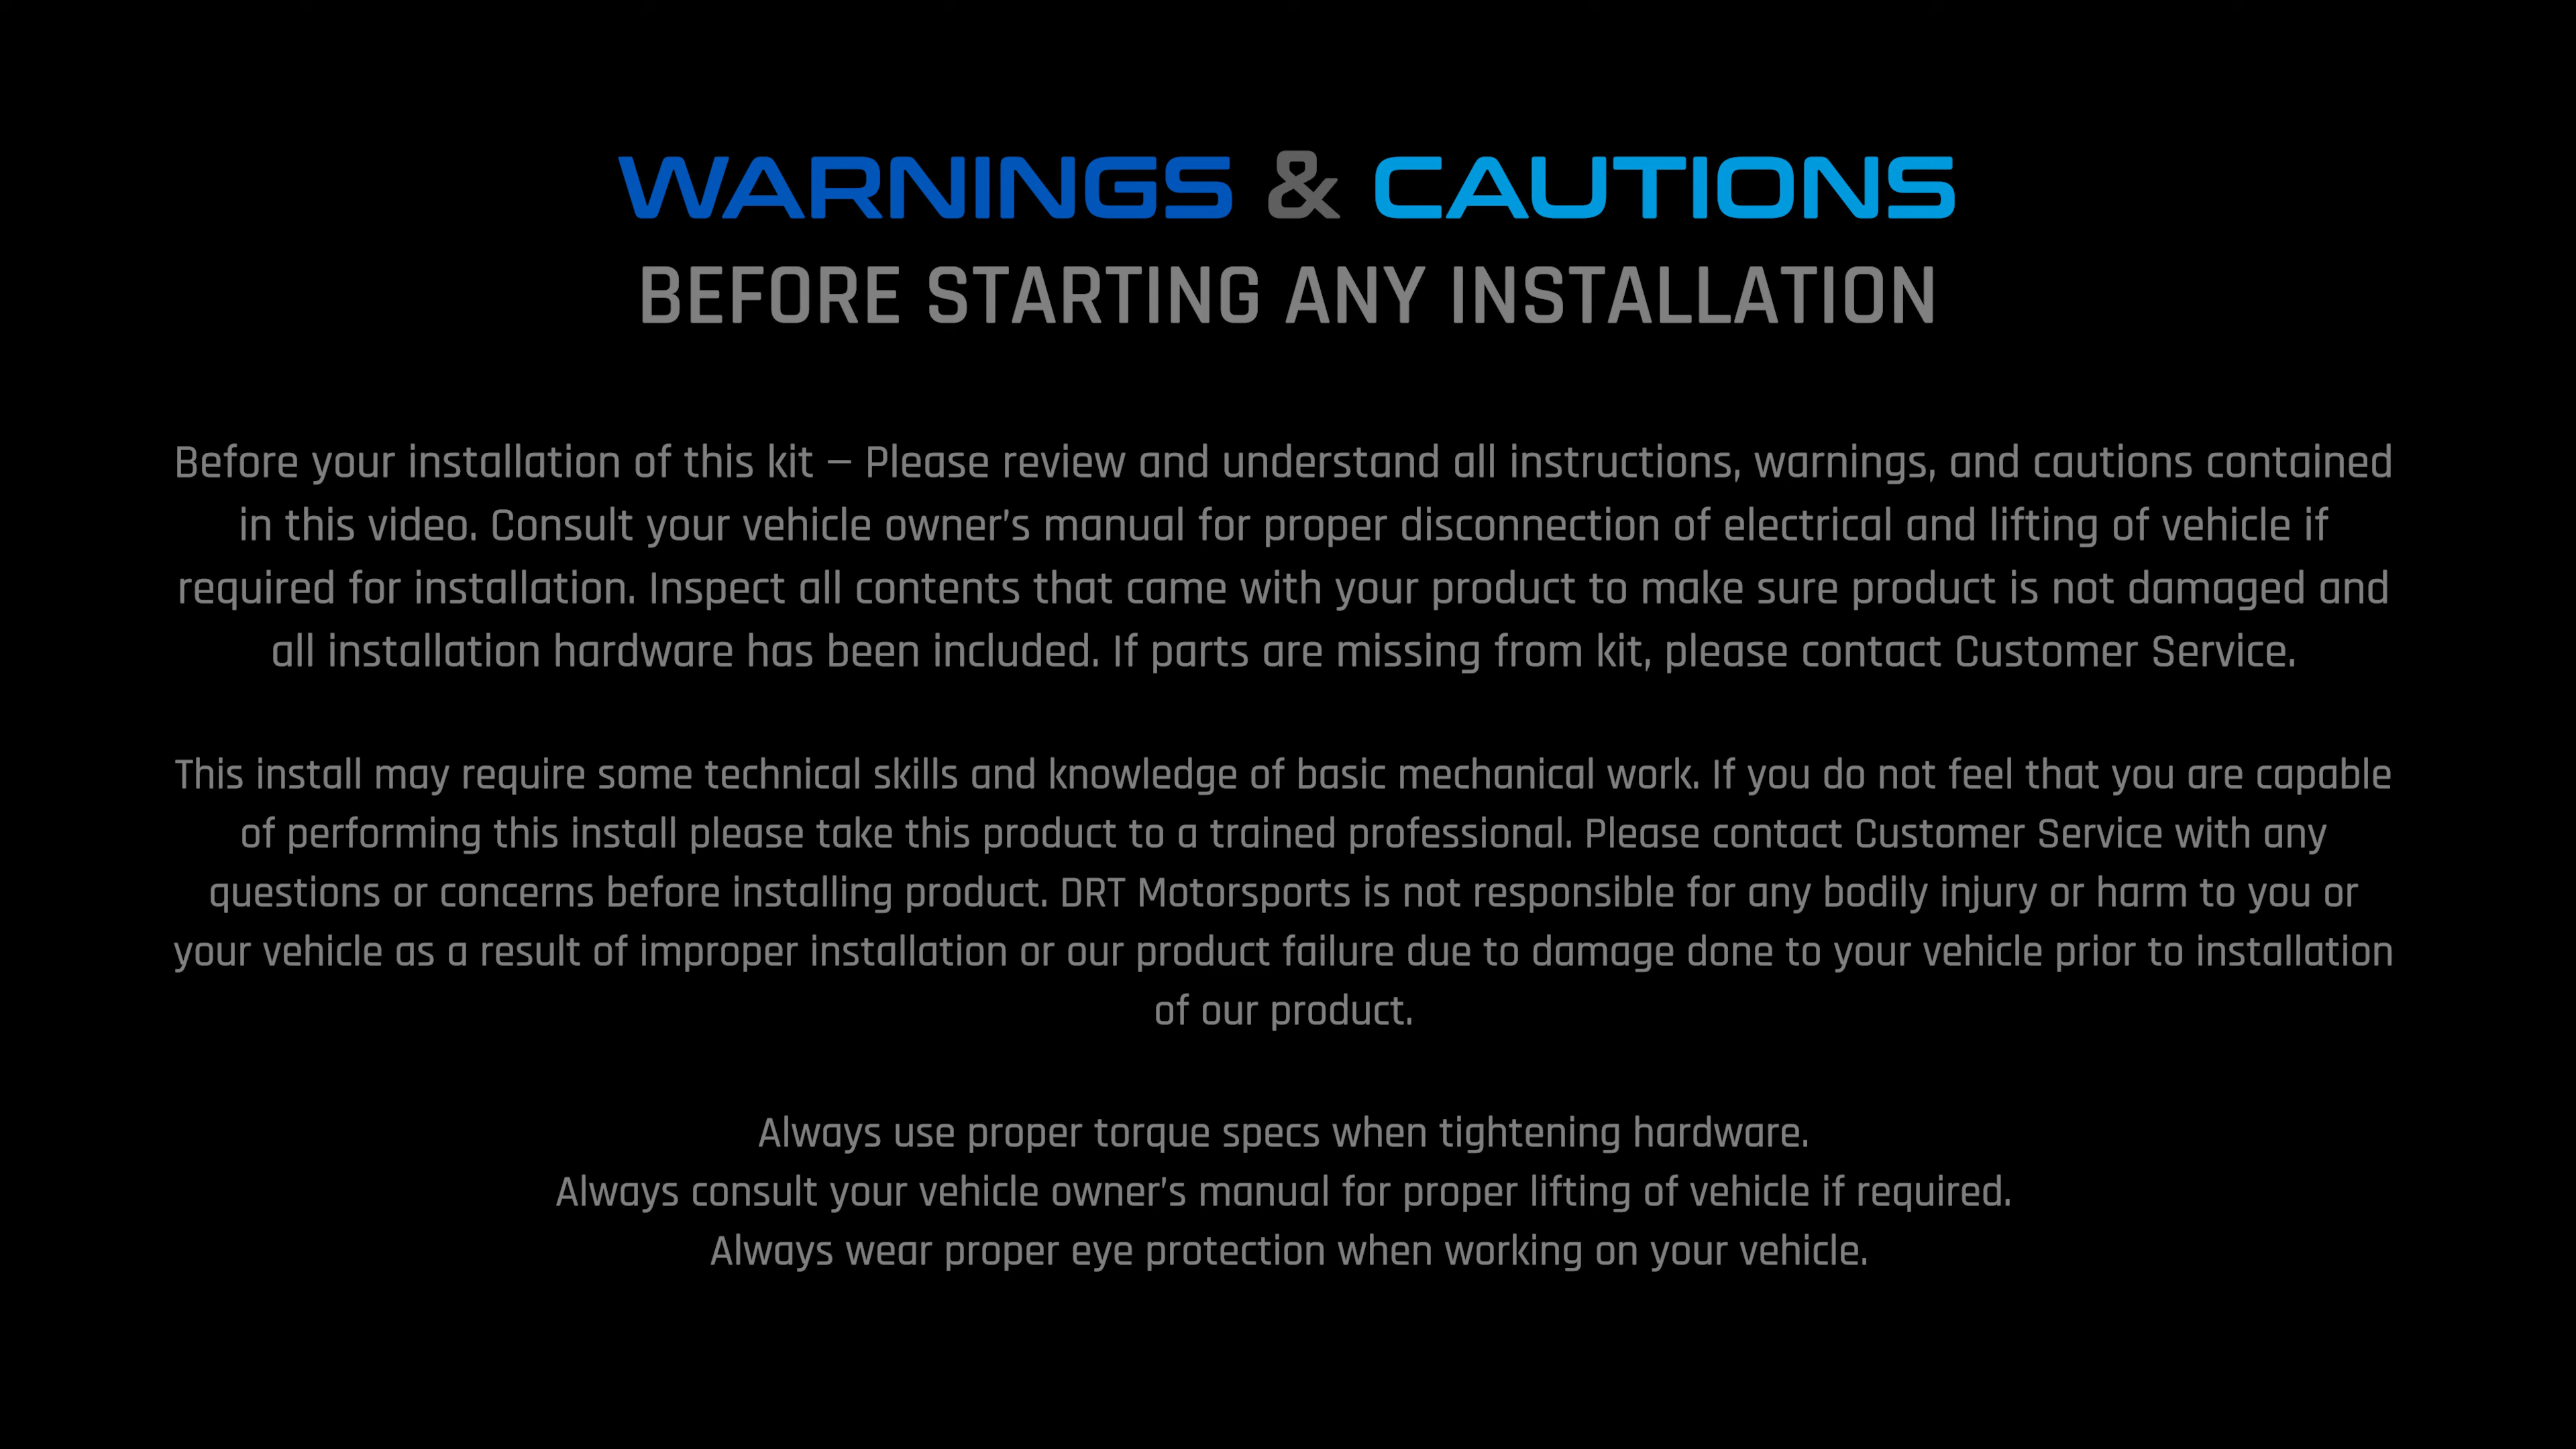 WARNINGS & CAUTIONS
BEFORE STARTING ANY INSTALLATION
Before your installation of this kit – Please review and understand all instructions, warnings, and cautions contained
in this video. Consult your vehicle owner's manual for proper disconnection of electrical and lifting of vehicle if
required for installation. Inspect all contents that came with your product to make sure product is not damaged and
all installation hardware has been included. If parts are missing from kit, please contact Customer Service.
This install may require some technical skills and knowledge of basic mechanical work. If you do not feel that you are capable
of performing this install please take this product to a trained professional. Please contact Customer Service with any
questions or concerns before installing product. DRT Motorsports is not responsible for any bodily injury or harm to you or
your vehicle as a result of improper installation or our product failure due to damage done to your vehicle prior to installation
of our product.
Always use proper torque specs when tightening hardware.
Always consult your vehicle owner's manual for proper lifting of vehicle if required.
Always wear proper eye protection when working on your vehicle.